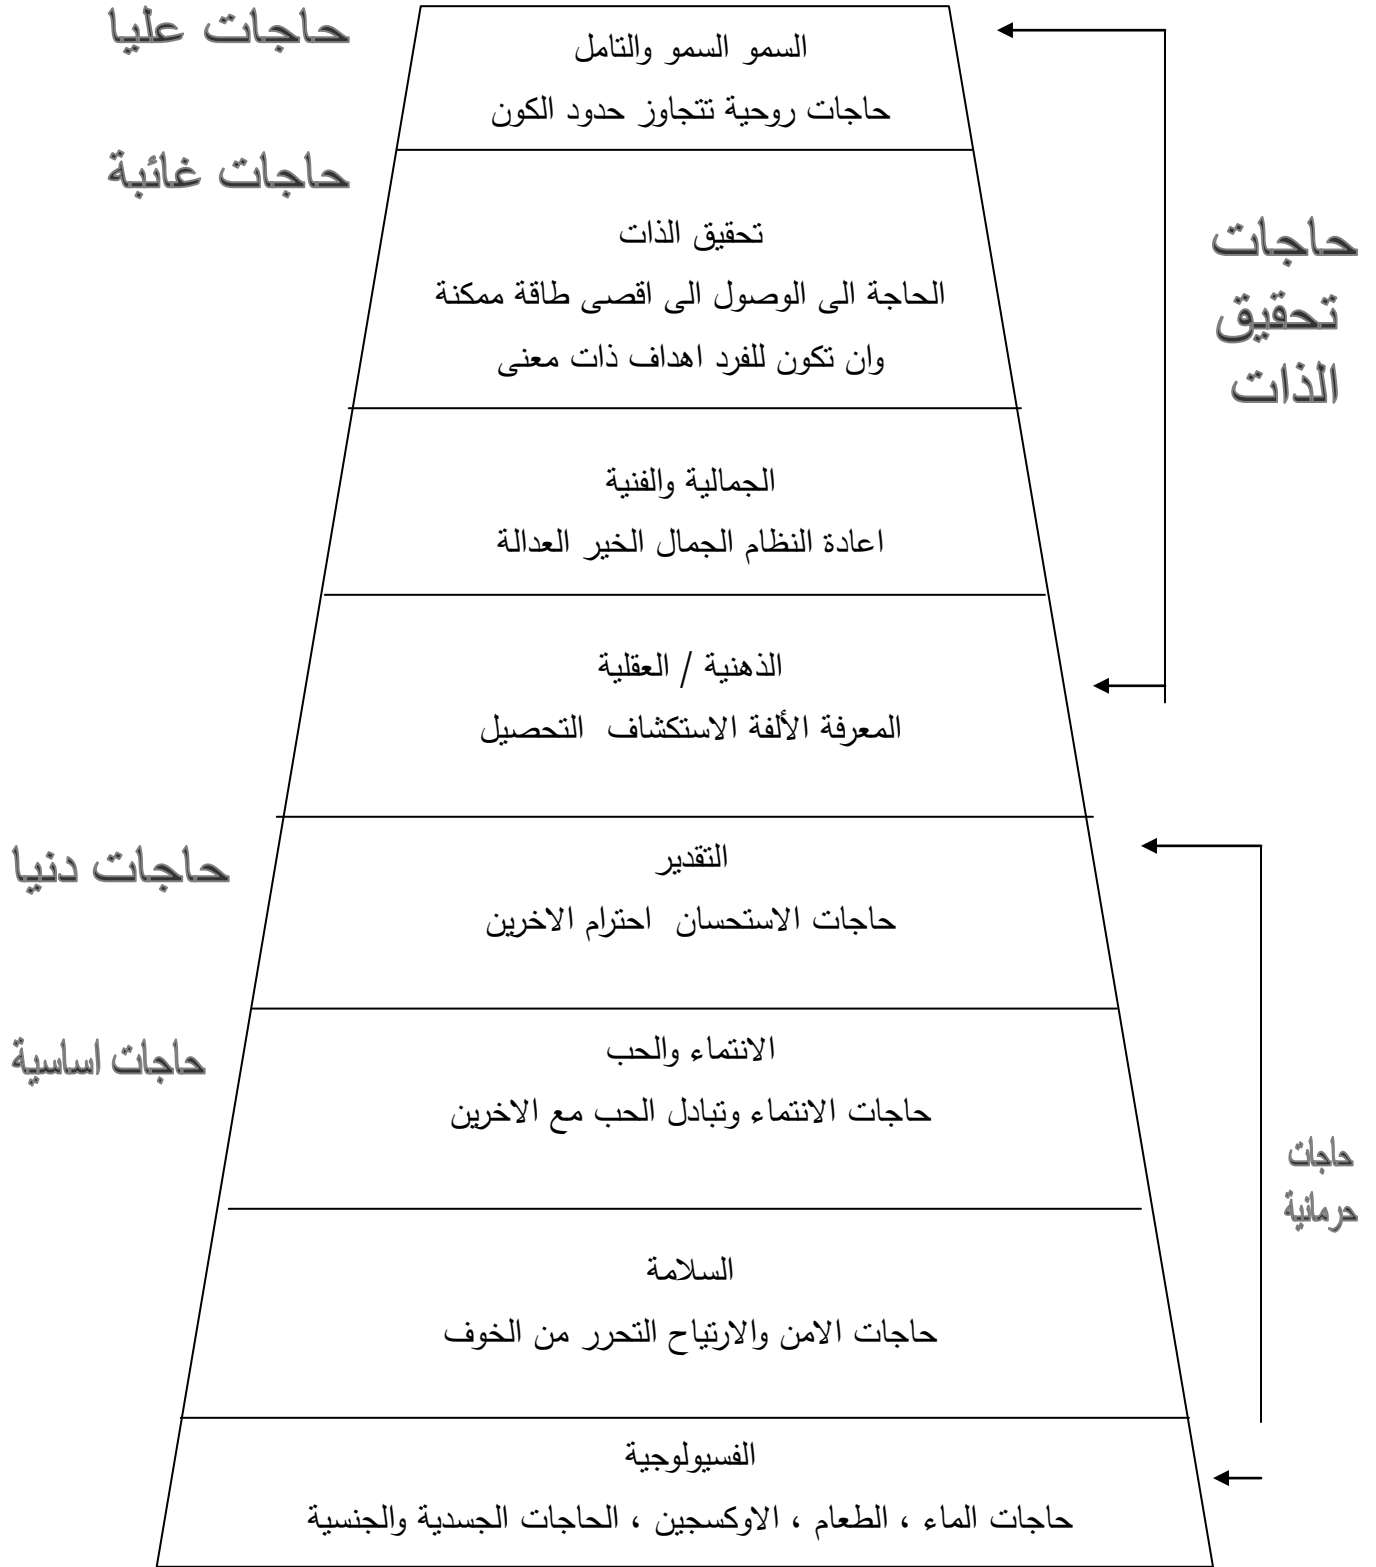 حاجات عليا
السمو السمو والتامل
حاجات روحية تتجاوز حدود الكون
حاجات غائبة
تحقيق الذات
الحاجة الى الوصول الى اقصى طاقة ممكنة
وان تكون للفرد اهداف ذات معنى
حاجات
تحقيق
الذات
الجمالية والفنية
اعادة النظام الجمال الخير العدالة
الذهنية / العقلية
المعرفة الألفة الاستكشاف التحصيل
حاجات دنيا
التقدير
حاجات الاستحسان احترام الاخرين
حاجات اساسية
الانتماء والحب
حاجات الانتماء وتبادل الحب مع الاخرين
حاجات
حرمانية
السلامة
حاجات الامن والارتياح التحرر من الخوف
الفسيولوجية
حاجات الماء ، الطعام ، الاوكسجين ، الحاجات الجسدية والجنسية